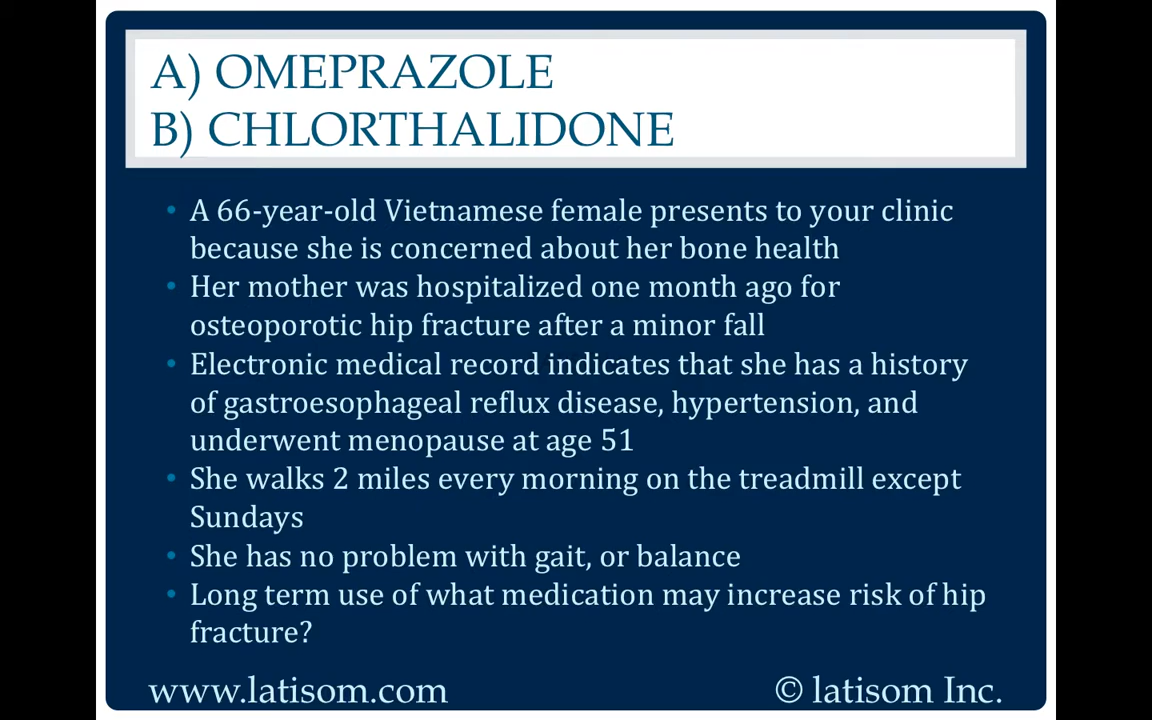 A) OMEPRAZOLE
B) CHLORTHALIDONE
• A 66-year-old Vietnamese female presents to your clinic
because she is concerned about her bone health
• Her mother was hospitalized one month ago for
osteoporotic hip fracture after a minor fall
• Electronic medical record indicates that she has a history
of gastroesophageal reflux disease, hypertension, and
underwent menopause at age 51
• She walks 2 miles every morning on the treadmill except
Sundays
• She has no problem with gait, or balance
• Long term use of what medication may increase risk of hip
fracture?
www.latisom.com © latisom Inc.